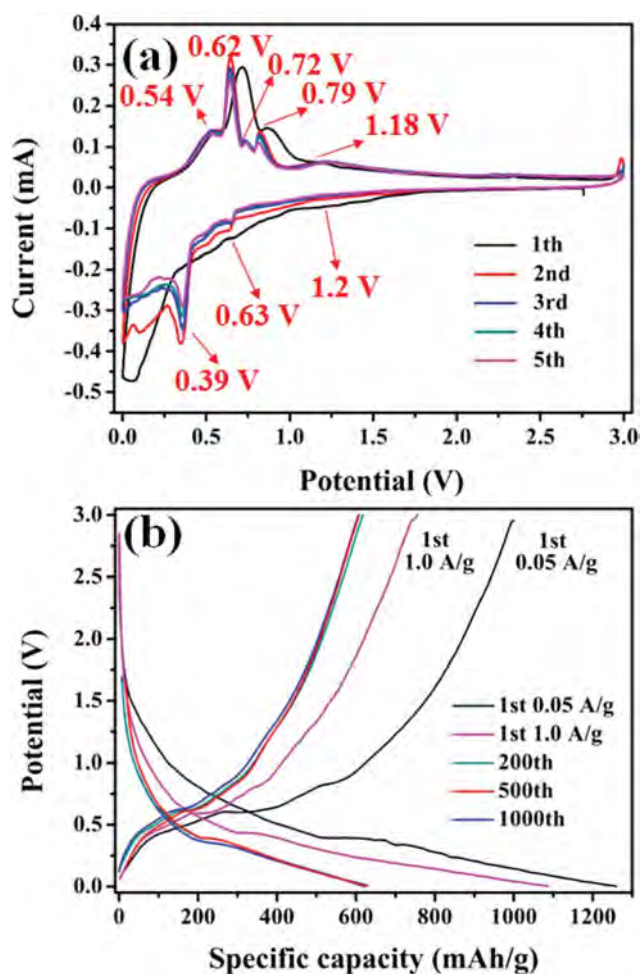 (a)
0.62 V
0.72 V
0.54 V
0.79 V
1.18 V
0.4
0.3
0.2
0.1
0.0
-0.1
-0.2
-0.3
-0.4
-0.5
Current (mA)
1.2 V
0.63 V
0.39 V
1th
2nd
3rd
4th
5th
0.0 0.5 1.0 1.5 2.0 2.5 3.0
Potential (V)
(b)
3.0
2.5
2.0
1.5
1.0
0.5
0.0
Potential (V)
1st
1.0 A/g
1st
0.05 A/g
1st 0.05 A/g
1st 1.0 A/g
200th
500th
1000th
0 200 400 600 800 1000 1200
Specific capacity (mAh/g)